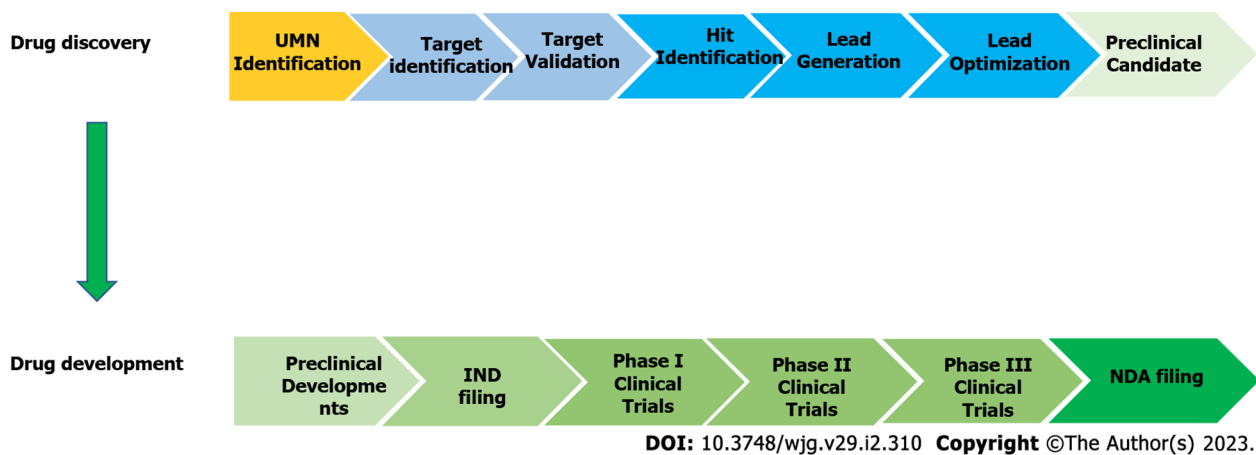 Drug discovery
UMN
Identification
Target
identification
Target
Validation
Hit
Identification
Lead
Generation
Lead
Optimization
Preclinical
Candidate
Drug development
Preclinical
Developme
nts
IND
filing
Phase I
Clinical
Trials
Phase II
Clinical
Trials
Phase III
Clinical
Trials
NDA filing
DOI: 10.3748/wjg.v29.i2.310 Copyright ©The Author(s) 2023.